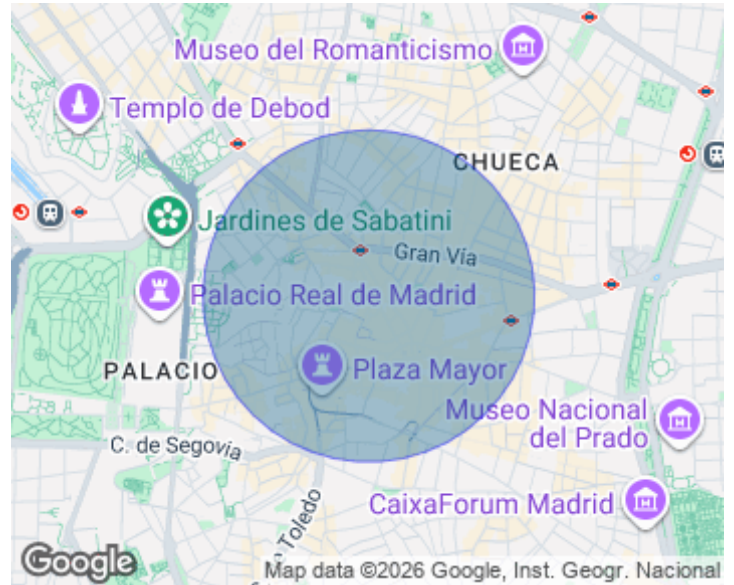 Museo del Romanticismo
Templo de Debod
CHUECA
Jardines de Sabatini
Gran Vía
Palacio Real de Madrid
PALACIO
Plaza Mayor
Museo Nacional
del Prado
C. de Segovia
CaixaForum Madrid
Toledo
Google
Map data ©2026 Google, Inst. Geogr. Nacional